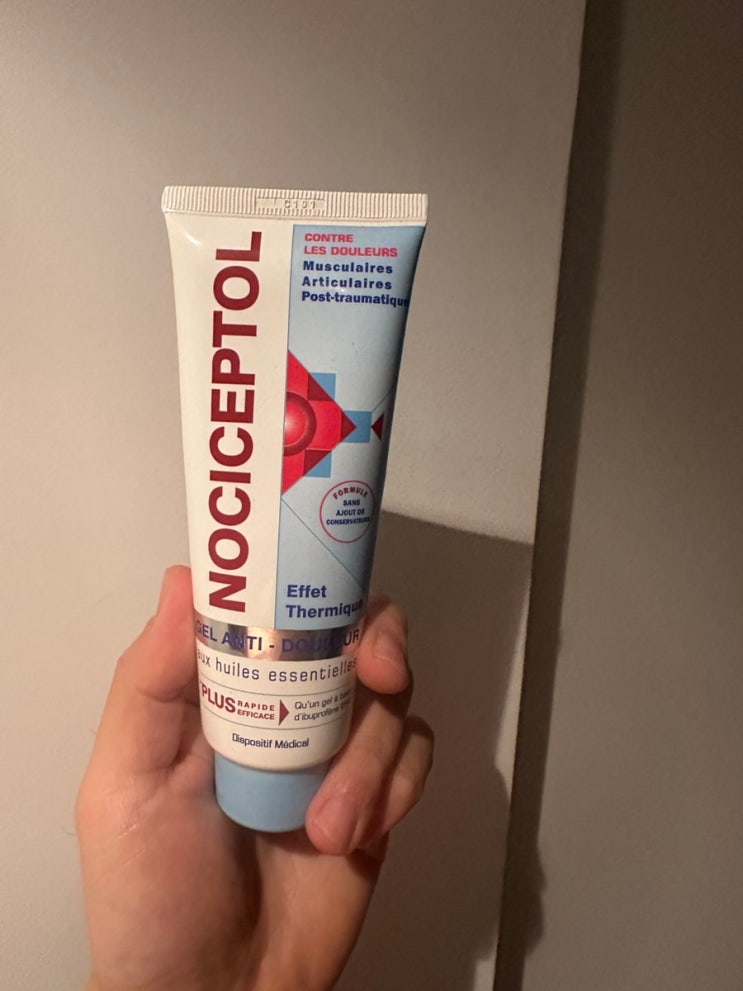 C101
NOCICEPTOL
CONTRE
LES DOULEURS
Musculaires
Articulaires
Post-traumatique
FORMULE
SANS
AJOUT DE
CONSERVATEURS
Effet
Thermique
GEL ANTI - DOULEUR
aux huiles essentielles
PLUS RAPIDE
EFFICACE
Qu'un gel à base
d'ibuprofène
Dispositif Médical